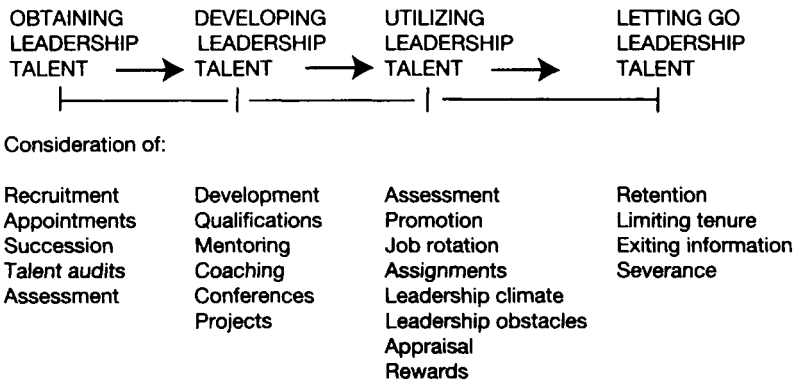 OBTAINING
LEADERSHIP
TALENT
DEVELOPING
LEADERSHIP
TALENT
UTILIZING
LEADERSHIP
TALENT
LETTING GO
LEADERSHIP
TALENT
Consideration of:
Recruitment
Appointments
Succession
Talent audits
Assessment
Development
Qualifications
Mentoring
Coaching
Conferences
Projects
Assessment
Promotion
Job rotation
Assignments
Leadership climate
Leadership obstacles
Appraisal
Rewards
Retention
Limiting tenure
Exiting information
Severance